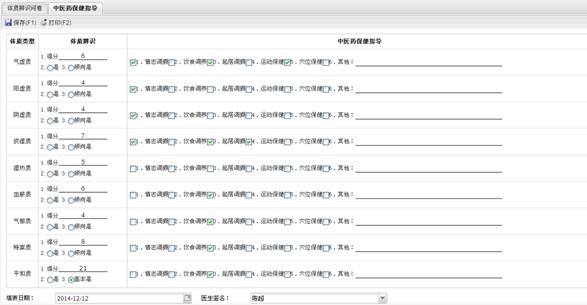 体质辨识问卷 中医药保健指导
保存(F1) 打印(F2)
体质类型 体质辨识 中医药保健指导
气虚质 1. 得分 6
2. 是 3. 倾向是 1. 情志调摄 2. 饮食调养 3. 起居调摄 4. 运动保健 5. 穴位保健 6. 其他:
阳虚质 1. 得分 4
2. 是 3. 倾向是 1. 情志调摄 2. 饮食调养 3. 起居调摄 4. 运动保健 5. 穴位保健 6. 其他:
阴虚质 1. 得分 4
2. 是 3. 倾向是 1. 情志调摄 2. 饮食调养 3. 起居调摄 4. 运动保健 5. 穴位保健 6. 其他:
痰湿质 1. 得分 7
2. 是 3. 倾向是 1. 情志调摄 2. 饮食调养 3. 起居调摄 4. 运动保健 5. 穴位保健 6. 其他:
湿热质 1. 得分 5
2. 是 3. 倾向是 1. 情志调摄 2. 饮食调养 3. 起居调摄 4. 运动保健 5. 穴位保健 6. 其他:
血瘀质 1. 得分 6
2. 是 3. 倾向是 1. 情志调摄 2. 饮食调养 3. 起居调摄 4. 运动保健 5. 穴位保健 6. 其他:
气郁质 1. 得分 4
2. 是 3. 倾向是 1. 情志调摄 2. 饮食调养 3. 起居调摄 4. 运动保健 5. 穴位保健 6. 其他:
特禀质 1. 得分 8
2. 是 3. 倾向是 1. 情志调摄 2. 饮食调养 3. 起居调摄 4. 运动保健 5. 穴位保健 6. 其他:
平和质 1. 得分 21
2. 是 3. 基本是 1. 情志调摄 2. 饮食调养 3. 起居调摄 4. 运动保健 5. 穴位保健 6. 其他:
填表日期: 2014-12-12 医生签名: 陈超